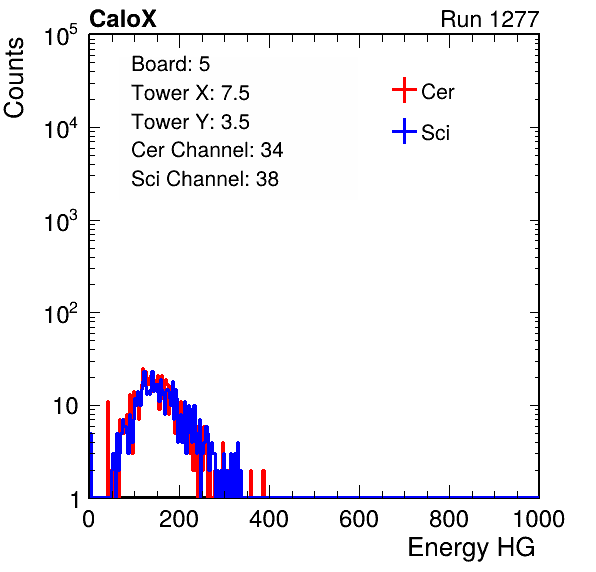 CaloX Run 1277
Counts
Board: 5
Tower X: 7.5
Tower Y: 3.5
Cer Channel: 34
Sci Channel: 38
Cer
Sci
10^5
10^4
10^3
10^2
10
1
0 200 400 600 800 1000
Energy HG